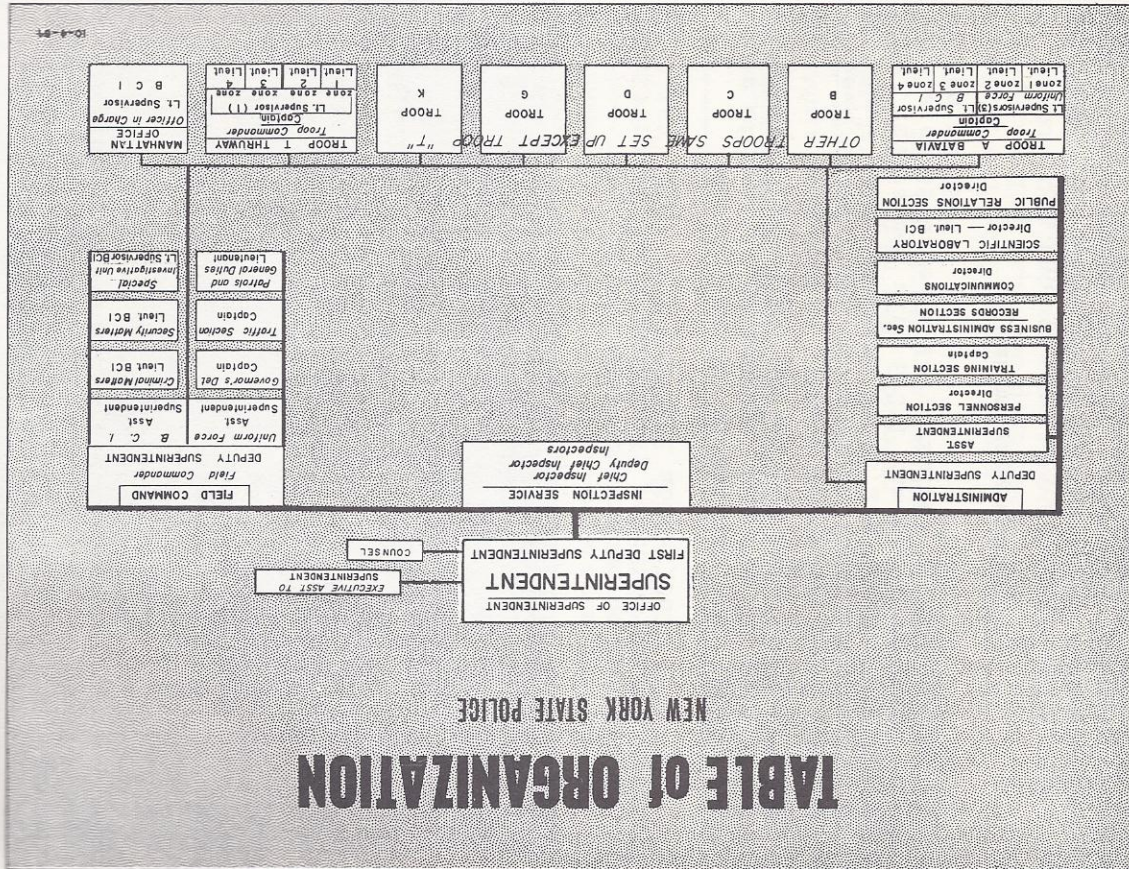 TABLE of ORGANIZATION
NEW YORK STATE POLICE
OFFICE OF SUPERINTENDENT
SUPERINTENDENT
FIRST DEPUTY SUPERINTENDENT
EXECUTIVE ASST TO
SUPERINTENDENT
COUNSEL
ADMINISTRATION
DEPUTY SUPERINTENDENT
ASST.
SUPERINTENDENT
PERSONNEL SECTION
Director
TRAINING SECTION
Captain
BUSINESS ADMINISTRATION Sec.
RECORDS SECTION
COMMUNICATIONS
Director
SCIENTIFIC LABORATORY
Director — Lieut. BCI
PUBLIC RELATIONS SECTION
Director
INSPECTION SERVICE
Chief Inspector
Deputy Chief Inspector
Inspectors
FIELD COMMAND
Field Commander
DEPUTY SUPERINTENDENT
Uniform Force
Asst.
Superintendent
B. C. I.
Asst
Superintendent
Governor's Det
Captain
Criminal Matters
Lieut BCI
Traffic Section
Captain
Security Matters
Lieut BCI
Patrols and
General Duties
Lieutenant
Special
Investigative Unit
Lt. Supervisor BCI
TROOP A BATAVIA
Troop Commander
Captain
Lt Supervisors (3) Lt. Supervisor
Uniform Force B C I
zone 1 zone 2 zone 3 zone 4
Lieut. Lieut. Lieut. Lieut.
OTHER TROOPS SAME SET UP EXCEPT TROOP "T"
TROOP
B
TROOP
C
TROOP
D
TROOP
G
TROOP
K
TROOP T THRUWAY
Troop Commander
Captain
Lt. Supervisor (1)
zone zone zone zone
1 2 3 4
Lieut. Lieut. Lieut. Lieut
MANHATTAN
OFFICE
Officer in Charge
Lt Supervisor
B C I